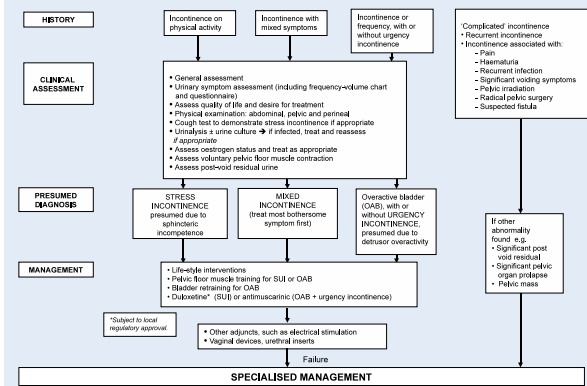 HISTORY
Incontinence on
physical activity
Incontinence with
mixed symptoms
Incontinence or
frequency, with or
without urgency
incontinence
'Complicated' incontinence
• Recurrent incontinence
• Incontinence associated with:
– Pain
– Haematuria
– Recurrent infection
– Significant voiding symptoms
– Pelvic irradiation
– Radical pelvic surgery
– Suspected fistula
CLINICAL
ASSESSMENT
• General assessment
• Urinary symptom assessment (including frequency-volume chart
and questionnaire)
• Assess quality of life and desire for treatment
• Physical examination: abdominal, pelvic and perineal
• Cough test to demonstrate stress incontinence if appropriate
• Urinalysis ± urine culture → if infected, treat and reassess
if appropriate
• Assess oestrogen status and treat as appropriate
• Assess voluntary pelvic floor muscle contraction
• Assess post-void residual urine
PRESUMED
DIAGNOSIS
STRESS
INCONTINENCE
presumed due to
sphincteric
incompetence
MIXED
INCONTINENCE
(treat most bothersome
symptom first)
Overactive bladder
(OAB), with or
without URGENCY
INCONTINENCE,
presumed due to
detrusor overactivity
If other
abnormality
found e.g.
• Significant post
void residual
• Significant pelvic
organ prolapse
• Pelvic mass
MANAGEMENT
• Life-style interventions
• Pelvic floor muscle training for SUI or OAB
• Bladder retraining for OAB
• Duloxetine* (SUI) or antimuscarinic (OAB + urgency incontinence)
*Subject to local
regulatory approval.
• Other adjuncts, such as electrical stimulation
• Vaginal devices, urethral inserts
Failure
SPECIALISED MANAGEMENT